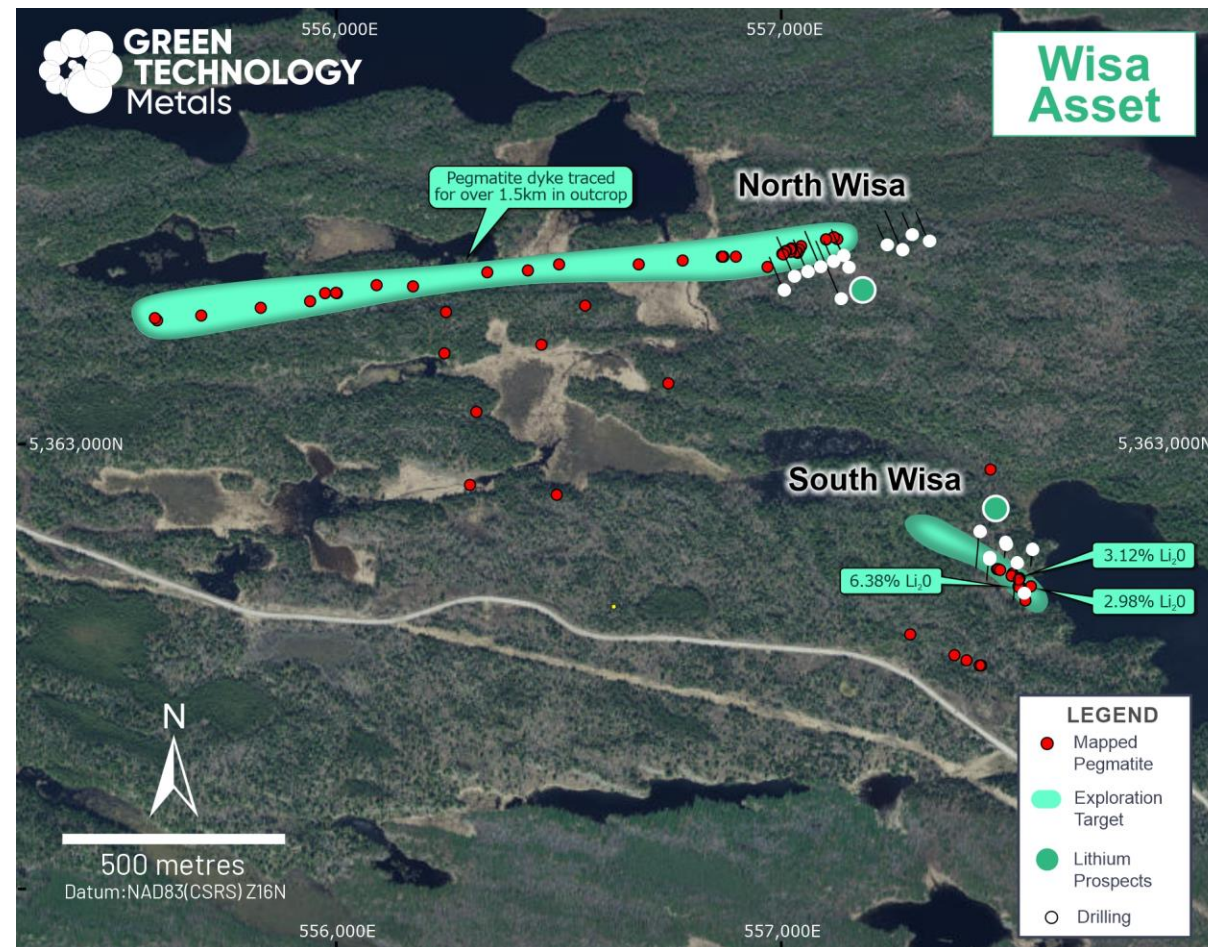 556,000E
557,000E
GREEN
TECHNOLOGY
Metals
Wisa
Asset
Pegmatite dyke traced
for over 1.5km in outcrop
North Wisa
5,363,000N
5,363,000N
South Wisa
3.12% Li₂0
6.38% Li₂0
2.98% Li₂0
N
500 metres
Datum:NAD83(CSRS) Z16N
LEGEND
Mapped
Pegmatite
Exploration
Target
Lithium
Prospects
Drilling
556,000E
557,000E